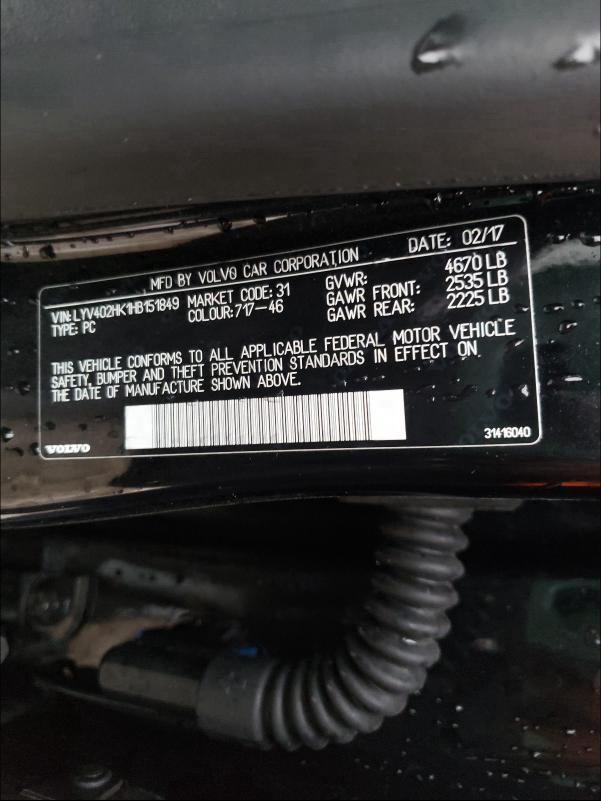 MFD BY VOLVO CAR CORPORATION DATE: 02/17
VIN: LYV402HK1HB151849 MARKET CODE: 31 GVWR: 4670 LB
TYPE: PC COLOUR: 717-46 GAWR FRONT: 2535 LB
GAWR REAR: 2225 LB
THIS VEHICLE CONFORMS TO ALL APPLICABLE FEDERAL MOTOR VEHICLE
SAFETY, BUMPER AND THEFT PREVENTION STANDARDS IN EFFECT ON
THE DATE OF MANUFACTURE SHOWN ABOVE.
VOLVO 31416040